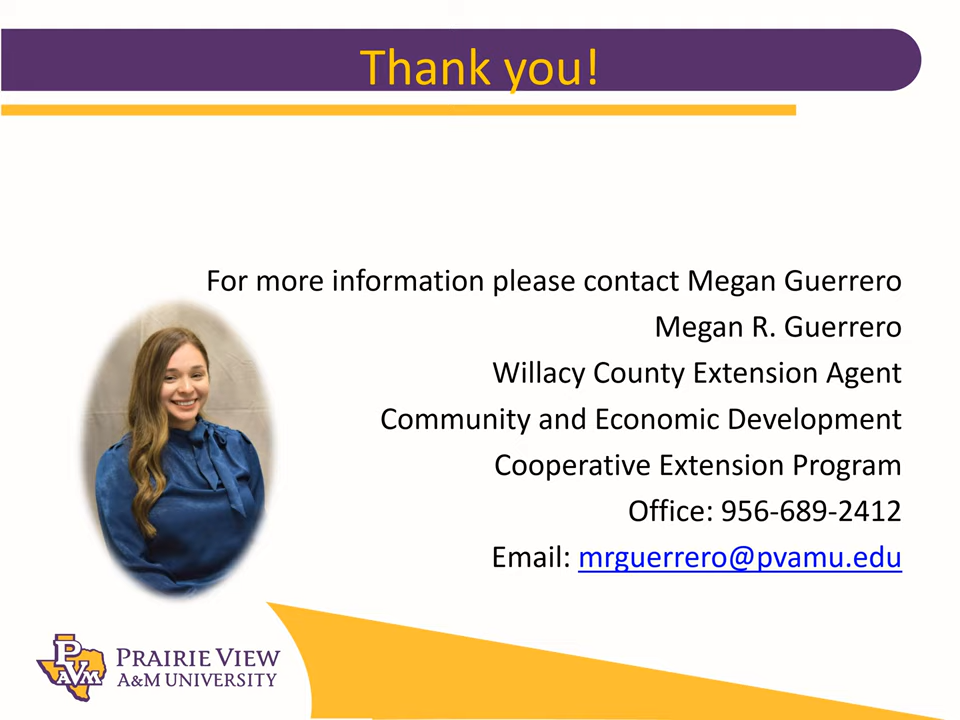 Thank you!
For more information please contact Megan Guerrero
Megan R. Guerrero
Willacy County Extension Agent
Community and Economic Development
Cooperative Extension Program
Office: 956-689-2412
Email: mrguerrero@pvamu.edu
PVAM
PRAIRIE VIEW
A&M UNIVERSITY